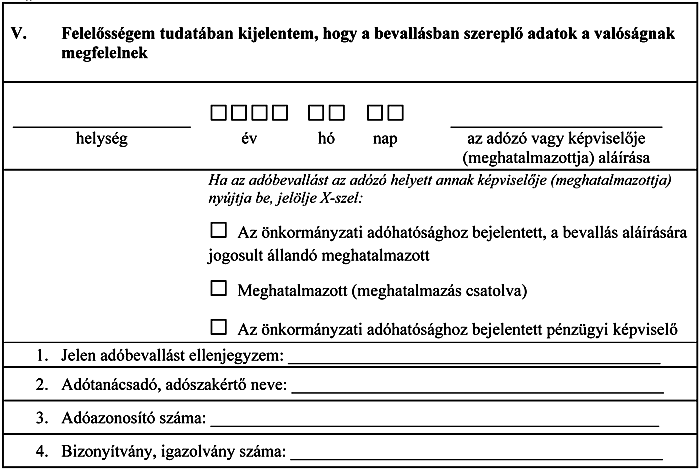 V. Felelősségem tudatában kijelentem, hogy a bevallásban szereplő adatok a valóságnak
megfelelnek
helység év hó nap az adózó vagy képviselője
(meghatalmazottja) aláírása
Ha az adóbevallást az adózó helyett annak képviselője (meghatalmazottja)
nyújtja be, jelölje X-szel:
□ Az önkormányzati adóhatósághoz bejelentett, a bevallás aláírására
jogosult állandó meghatalmazott
□ Meghatalmazott (meghatalmazás csatolva)
□ Az önkormányzati adóhatósághoz bejelentett pénzügyi képviselő
1. Jelen adóbevallást ellenjegyzem:
2. Adótanácsadó, adószakértő neve:
3. Adóazonosító száma:
4. Bizonyítvány, igazolvány száma: